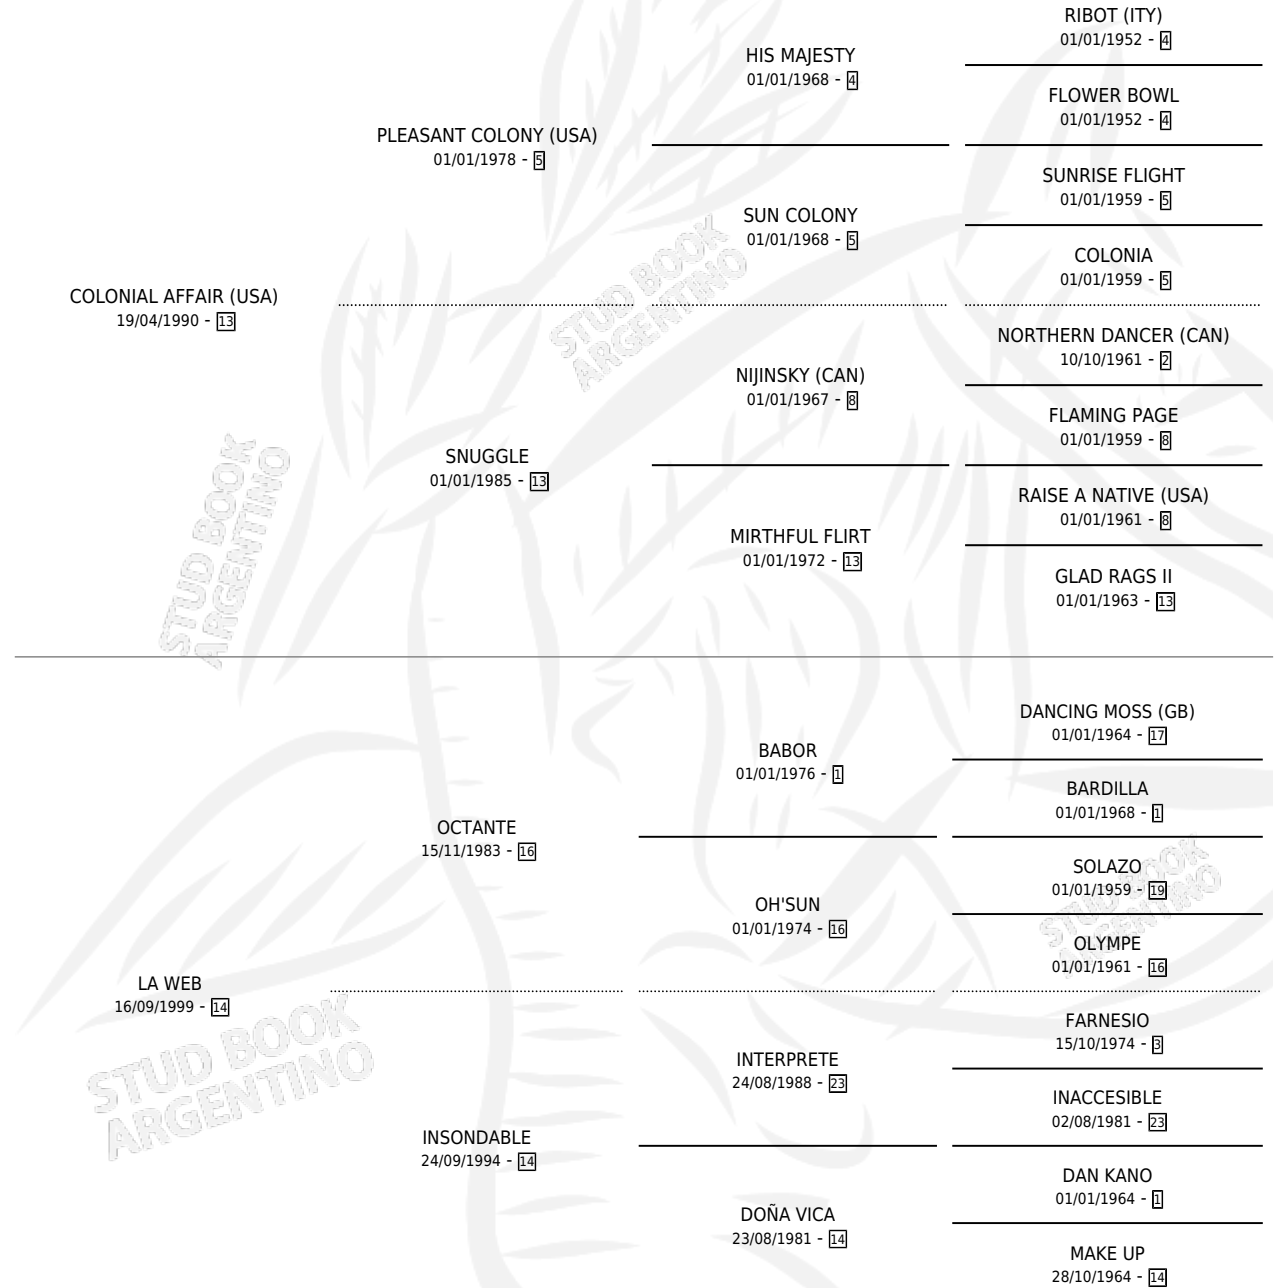 RIBOT (ITY)
01/01/1952 - 4
HIS MAJESTY
01/01/1968 - 4
FLOWER BOWL
01/01/1952 - 4
PLEASANT COLONY (USA)
01/01/1978 - 5
SUNRISE FLIGHT
01/01/1959 - 5
SUN COLONY
01/01/1968 - 5
COLONIA
01/01/1959 - 5
COLONIAL AFFAIR (USA)
19/04/1990 - 13
STUD BOOK
ARGENTINO
NORTHERN DANCER (CAN)
10/10/1961 - 2
NIJINSKY (CAN)
01/01/1967 - 8
FLAMING PAGE
01/01/1959 - 8
SNUGGLE
01/01/1985 - 13
RAISE A NATIVE (USA)
01/01/1961 - 8
MIRTHFUL FLIRT
01/01/1972 - 13
GLAD RAGS II
01/01/1963 - 13
STUD BOOK
ARGENTINO
DANCING MOSS (GB)
01/01/1964 - 17
BABOR
01/01/1976 - 1
BARDILLA
01/01/1968 - 1
OCTANTE
15/11/1983 - 16
SOLAZO
01/01/1959 - 19
OH'SUN
01/01/1974 - 16
STUD BOOK
ARGENTINO
OLYMPE
01/01/1961 - 16
LA WEB
16/09/1999 - 14
FARNESIO
15/10/1974 - 3
STUD BOOK
ARGENTINO
INTERPRETE
24/08/1988 - 23
INACCESIBLE
02/08/1981 - 23
INSONDABLE
24/09/1994 - 14
DAN KANO
01/01/1964 - 1
DOÑA VICA
23/08/1981 - 14
MAKE UP
28/10/1964 - 14